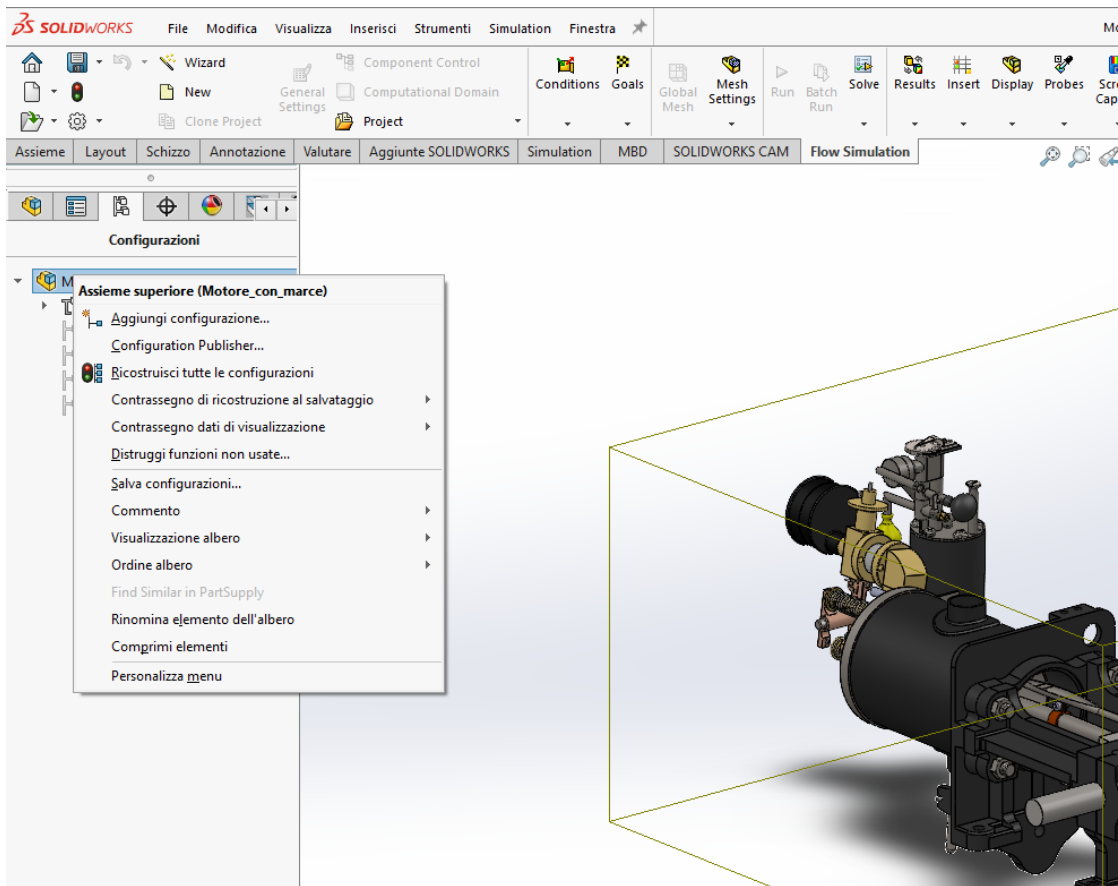 SOLIDWORKS File Modifica Visualizza Inserisci Strumenti Simulation Finestra
Wizard
New
Clone Project
General
Settings
Component Control
Computational Domain
Project
Conditions
Goals
Global
Mesh
Mesh
Settings
Run
Batch
Run
Solve
Results
Insert
Display
Probes
Assieme Layout Schizzo Annotazione Valutare Aggiunte SOLIDWORKS Simulation MBD SOLIDWORKS CAM Flow Simulation
Configurazioni
Assieme superiore (Motore_con_marce)
Aggiungi configurazione...
Configuration Publisher...
Ricostruisci tutte le configurazioni
Contrassegno di ricostruzione al salvataggio
Contrassegno dati di visualizzazione
Distruggi funzioni non usate...
Salva configurazioni...
Commento
Visualizzazione albero
Ordine albero
Find Similar in PartSupply
Rinomina elemento dell'albero
Comprimi elementi
Personalizza menu